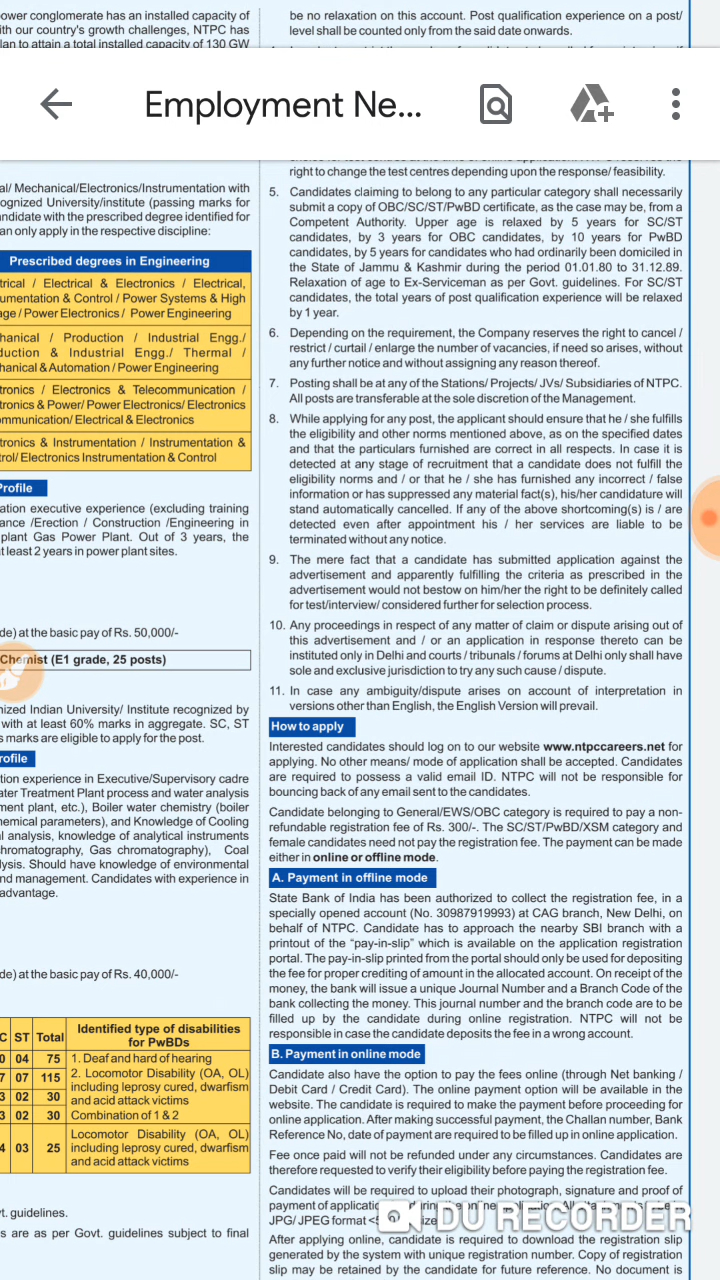 ower conglomerate has an installed capacity of
ith our country's growth challenges, NTPC has
lan to attain a total installed capacity of 130 GW
be no relaxation on this account. Post qualification experience on a post/
level shall be counted only from the said date onwards.
Employment Ne...
al/ Mechanical/Electronics/Instrumentation with
ognized University/institute (passing marks for
andidate with the prescribed degree identified for
an only apply in the respective discipline:
Prescribed degrees in Engineering
trical / Electrical & Electronics / Electrical,
umentation & Control / Power Systems & High
age / Power Electronics / Power Engineering
hanical / Production / Industrial Engg./
duction & Industrial Engg./ Thermal /
hanical & Automation / Power Engineering
tronics / Electronics & Telecommunication /
tronics & Power/ Power Electronics/ Electronics
ommunication/ Electrical & Electronics
tronics & Instrumentation / Instrumentation &
trol/ Electronics Instrumentation & Control
Profile
ation executive experience (excluding training
ance /Erection / Construction /Engineering in
plant Gas Power Plant. Out of 3 years, the
t least 2 years in power plant sites.
de) at the basic pay of Rs. 50,000/-
Chemist (E1 grade, 25 posts)
nized Indian University/ Institute recognized by
with at least 60% marks in aggregate. SC, ST
s marks are eligible to apply for the post.
rofile
tion experience in Executive/Supervisory cadre
ater Treatment Plant process and water analysis
ment plant, etc.), Boiler water chemistry (boiler
hemical parameters), and Knowledge of Cooling
l analysis, knowledge of analytical instruments
hromatography, Gas chromatography), Coal
lysis. Should have knowledge of environmental
nd management. Candidates with experience in
advantage.
de) at the basic pay of Rs. 40,000/-
C ST Total Identified type of disabilities
for PwBDs
0 04 75 1. Deaf and hard of hearing
7 07 115 2. Locomotor Disability (OA, OL)
3 02 30 including leprosy cured, dwarfism
and acid attack victims
3 02 30 Combination of 1 & 2
4 03 25 Locomotor Disability (OA, OL)
including leprosy cured, dwarfism
and acid attack victims
t. guidelines.
s are as per Govt. guidelines subject to final
right to change the test centres depending upon the response/ feasibility.
5. Candidates claiming to belong to any particular category shall necessarily
submit a copy of OBC/SC/ST/PwBD certificate, as the case may be, from a
Competent Authority. Upper age is relaxed by 5 years for SC/ST
candidates, by 3 years for OBC candidates, by 10 years for PwBD
candidates, by 5 years for candidates who had ordinarily been domiciled in
the State of Jammu & Kashmir during the period 01.01.80 to 31.12.89.
Relaxation of age to Ex-Serviceman as per Govt. guidelines. For SC/ST
candidates, the total years of post qualification experience will be relaxed
by 1 year.
6. Depending on the requirement, the Company reserves the right to cancel /
restrict / curtail / enlarge the number of vacancies, if need so arises, without
any further notice and without assigning any reason thereof.
7. Posting shall be at any of the Stations/ Projects/ JVs/ Subsidiaries of NTPC.
All posts are transferable at the sole discretion of the Management.
8. While applying for any post, the applicant should ensure that he / she fulfills
the eligibility and other norms mentioned above, as on the specified dates
and that the particulars furnished are correct in all respects. In case it is
detected at any stage of recruitment that a candidate does not fulfill the
eligibility norms and / or that he / she has furnished any incorrect / false
information or has suppressed any material fact(s), his/her candidature will
stand automatically cancelled. If any of the above shortcoming(s) is / are
detected even after appointment his / her services are liable to be
terminated without any notice.
9. The mere fact that a candidate has submitted application against the
advertisement and apparently fulfilling the criteria as prescribed in the
advertisement would not bestow on him/her the right to be definitely called
for test/interview/ considered further for selection process.
10. Any proceedings in respect of any matter of claim or dispute arising out of
this advertisement and / or an application in response thereto can be
instituted only in Delhi and courts / tribunals / forums at Delhi only shall have
sole and exclusive jurisdiction to try any such cause / dispute.
11. In case any ambiguity/dispute arises on account of interpretation in
versions other than English, the English Version will prevail.
How to apply
Interested candidates should log on to our website www.ntpccareers.net for
applying. No other means/ mode of application shall be accepted. Candidates
are required to possess a valid email ID. NTPC will not be responsible for
bouncing back of any email sent to the candidates.
Candidate belonging to General/EWS/OBC category is required to pay a non-
refundable registration fee of Rs. 300/-. The SC/ST/PwBD/XSM category and
female candidates need not pay the registration fee. The payment can be made
either in online or offline mode.
A. Payment in offline mode
State Bank of India has been authorized to collect the registration fee, in a
specially opened account (No. 30987919993) at CAG branch, New Delhi, on
behalf of NTPC. Candidate has to approach the nearby SBI branch with a
printout of the "pay-in-slip" which is available on the application registration
portal. The pay-in-slip printed from the portal should only be used for depositing
the fee for proper crediting of amount in the allocated account. On receipt of the
money, the bank will issue a unique Journal Number and a Branch Code of the
bank collecting the money. This journal number and the branch code are to be
filled up by the candidate during online registration. NTPC will not be
responsible in case the candidate deposits the fee in a wrong account.
B. Payment in online mode
Candidate also have the option to pay the fees online (through Net banking /
Debit Card / Credit Card). The online payment option will be available in the
website. The candidate is required to make the payment before proceeding for
online application. After making successful payment, the Challan number, Bank
Reference No, date of payment are required to be filled up in online application.
Fee once paid will not be refunded under any circumstances. Candidates are
therefore requested to verify their eligibility before paying the registration fee.
Candidates will be required to upload their photograph, signature and proof of
payment of
JPG/ JPEG format
DU RECORDER
After applying online, candidate is required to download the registration slip
generated by the system with unique registration number. Copy of registration
slip may be retained by the candidate for future reference. No document is